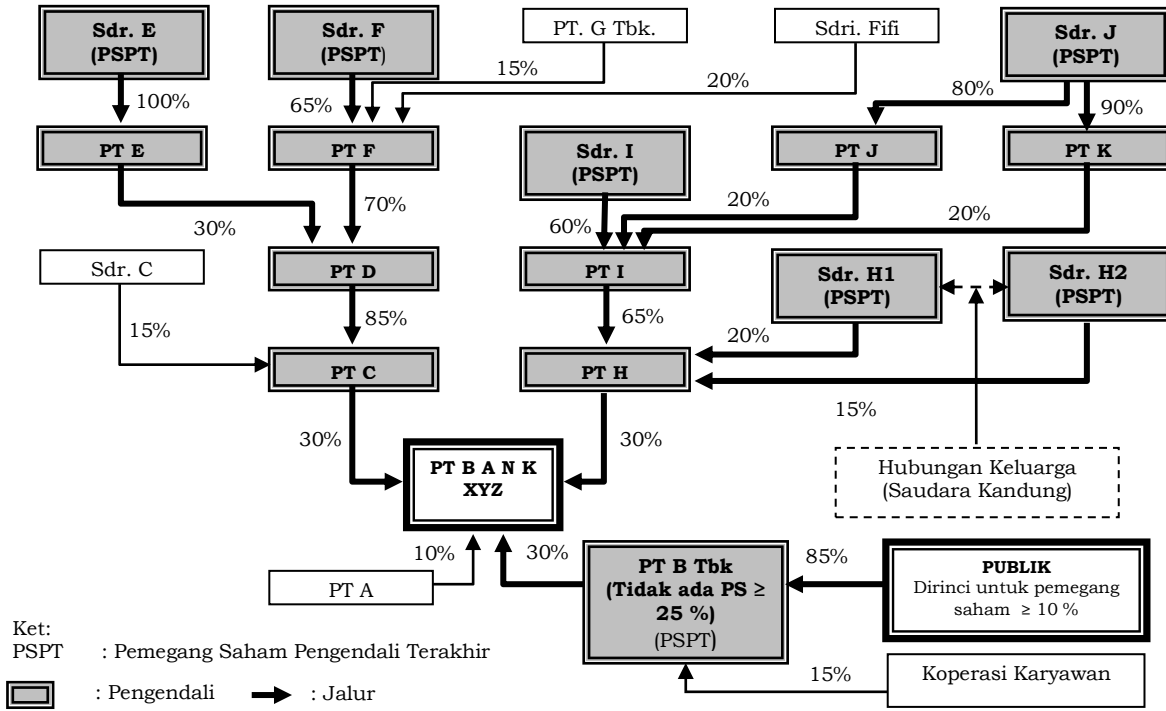 Sdr. E
(PSPT)
Sdr. F
(PSPT)
PT. G Tbk.
Sdri. Fifi
Sdr. J
(PSPT)
100%
65%
15%
20%
80%
90%
PT E
PT F
Sdr. I
(PSPT)
PT J
PT K
30%
70%
60%
20%
20%
Sdr. C
PT D
PT I
Sdr. H1
(PSPT)
Sdr. H2
(PSPT)
15%
85%
65%
20%
PT C
PT H
15%
30%
30%
PT B A N K
XYZ
Hubungan Keluarga
(Saudara Kandung)
10%
30%
PT A
PT B Tbk
(Tidak ada PS ≥
25 %)
(PSPT)
85%
PUBLIK
Dirinci untuk pemegang
saham ≥ 10 %
15%
Koperasi Karyawan
Ket:
PSPT : Pemegang Saham Pengendali Terakhir
: Pengendali : Jalur